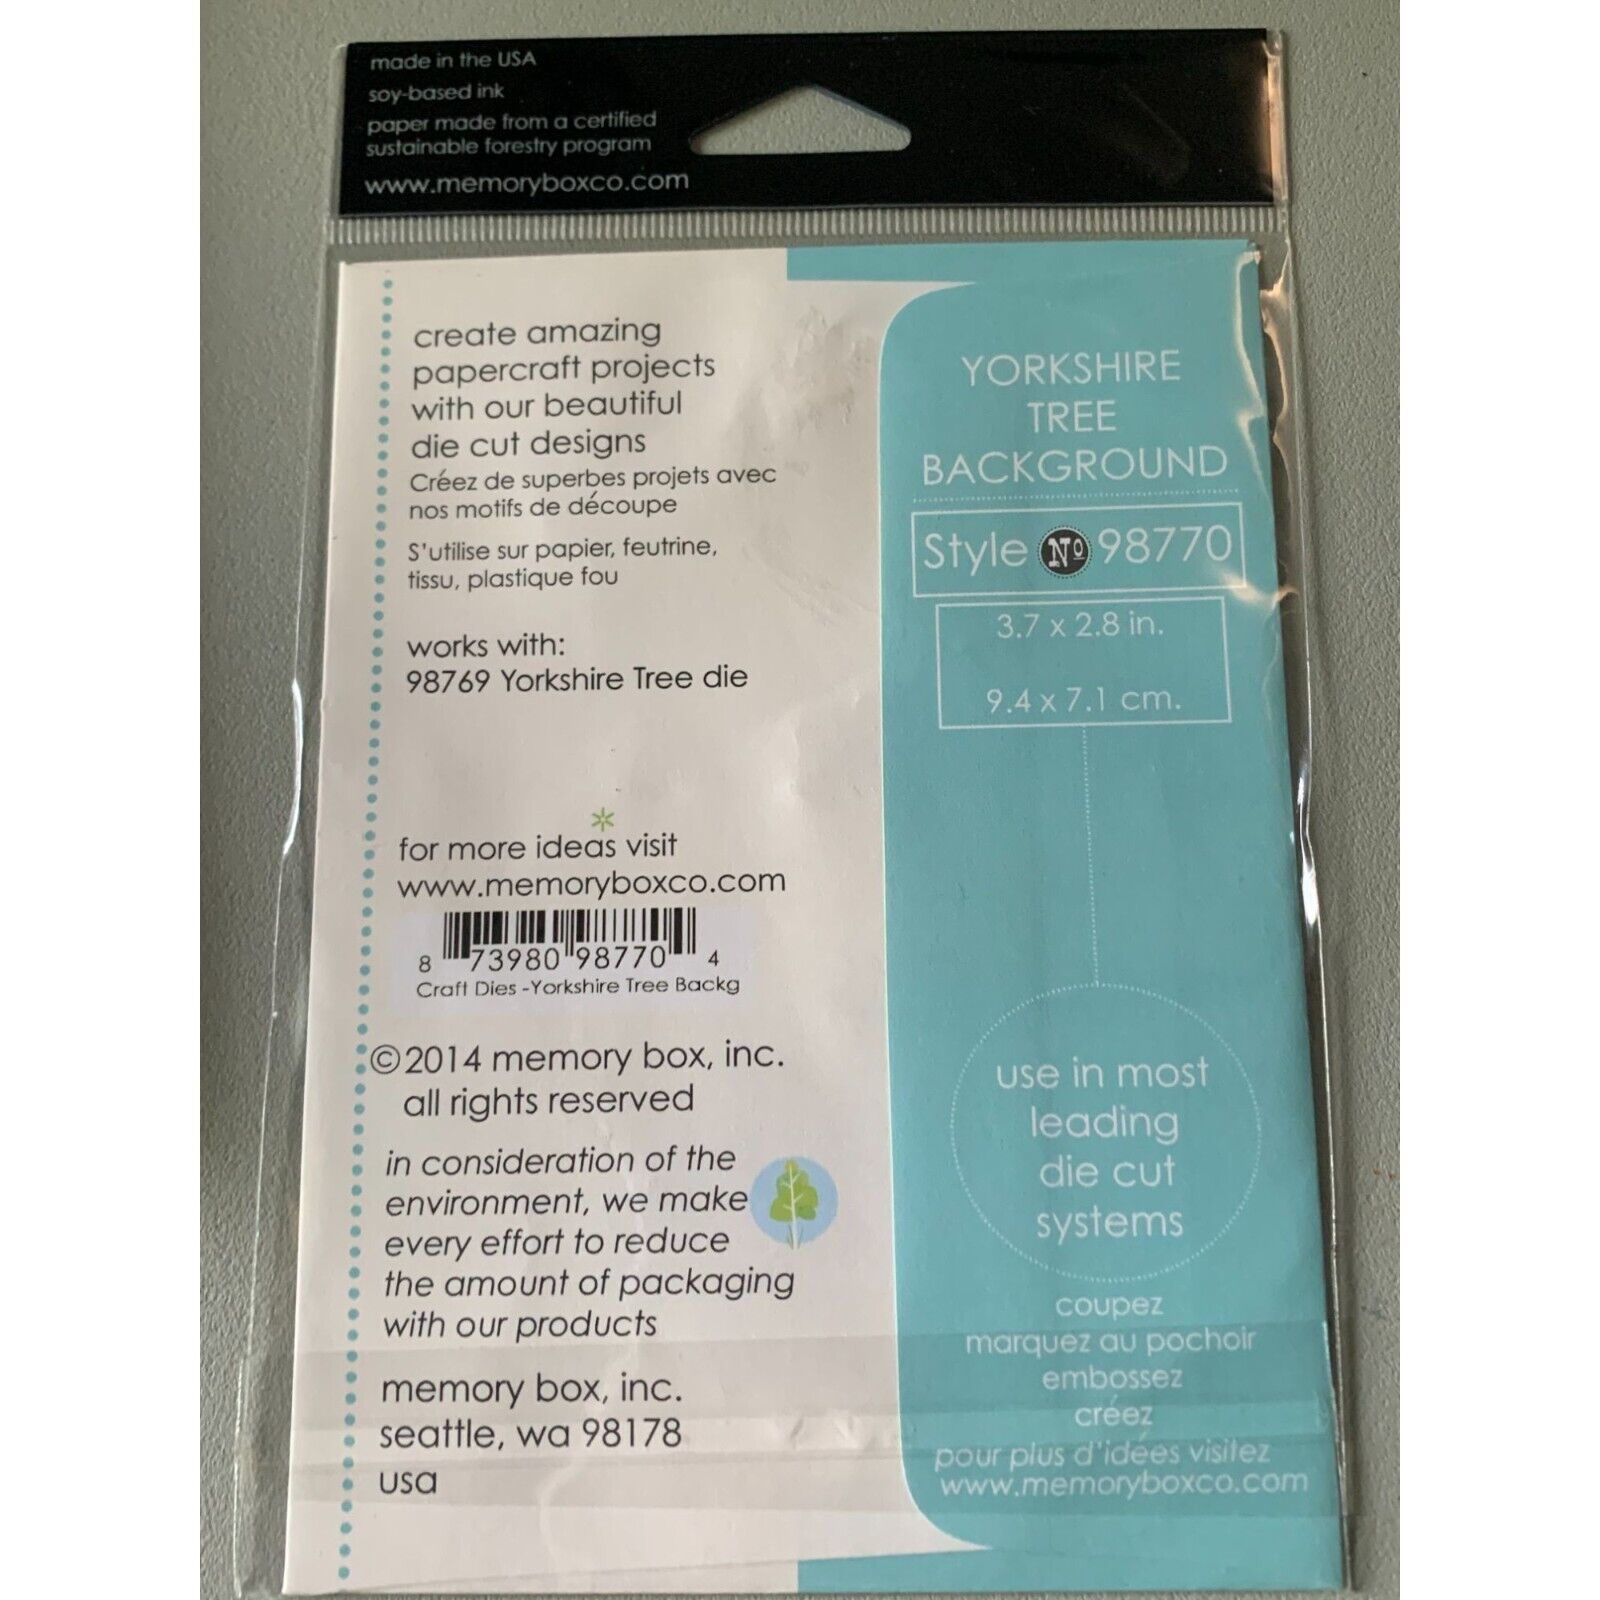 made in the USA
soy-based ink
paper made from a certified
sustainable forestry program
www.memoryboxco.com
create amazing
papercraft projects
with our beautiful
die cut designs
Créez de superbes projets avec
nos motifs de découpe
S'utilise sur papier, feutrine,
tissu, plastique fou
works with:
98769 Yorkshire Tree die
for more ideas visit
www.memoryboxco.com
8 73980 98770 4
Craft Dies -Yorkshire Tree Backg
©2014 memory box, inc.
all rights reserved
in consideration of the
environment, we make
every effort to reduce
the amount of packaging
with our products
memory box, inc.
seattle, wa 98178
usa
YORKSHIRE
TREE
BACKGROUND
Style No 98770
3.7 x 2.8 in.
9.4 x 7.1 cm.
use in most
leading
die cut
systems
coupez
marquez au pochoir
embossez
créez
pour plus d'idées visitez
www.memoryboxco.com